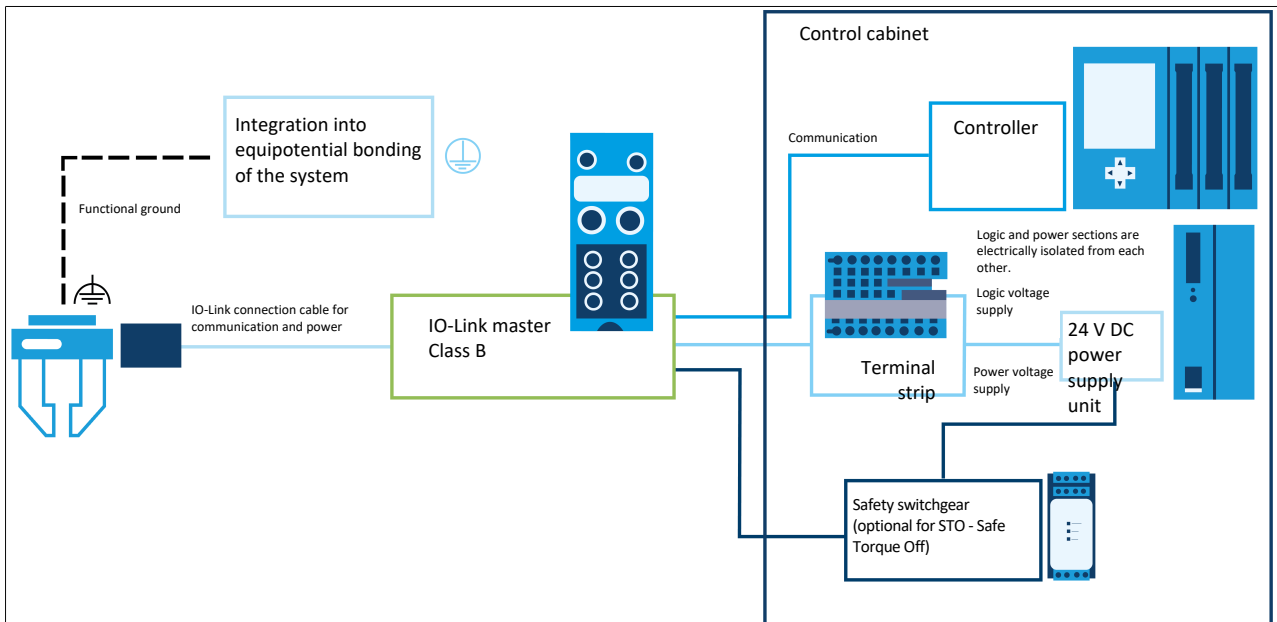 Control cabinet
Integration into
equipotential bonding
of the system
Functional ground
Communication
Controller
Logic and power sections are
electrically isolated from each
other.
IO-Link connection cable for
communication and power
IO-Link master
Class B
Logic voltage
supply
Terminal
strip
Power voltage
supply
24 V DC
power
supply
unit
Safety switchgear
(optional for STO - Safe
Torque Off)